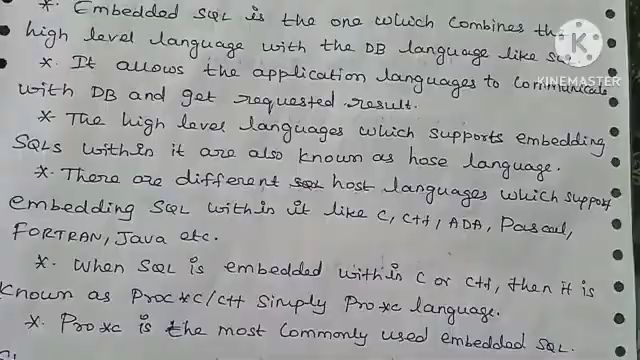 * Embedded SQL is the one which combines the
high level language with the DB language like
* It allows the application languages to communicate
with DB and get requested result.
* The high level languages which supports embedding
SQLs within it are also known as hose language.
* There are different host languages which support
embedding SQL within it like C, C++, ADA, Pascal,
FORTRAN, Java etc.
* When SQL is embedded within C or C++, then it is
known as Proc*C/C++ simply Pro*c language.
* Pro*c is the most commonly used embedded SQL.
K
KINEMASTER